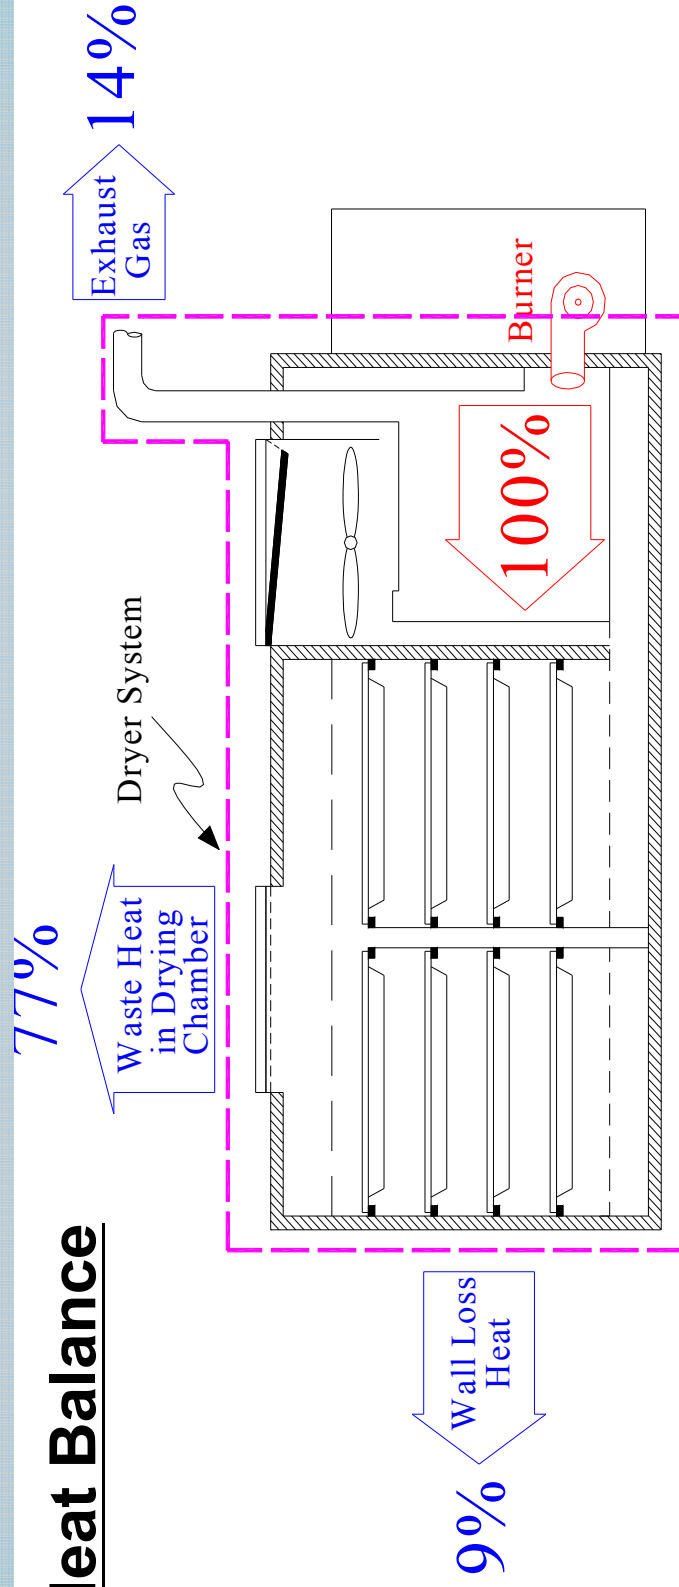 eat Balance
77%
Waste Heat
in Drying
Chamber
Dryer System
Exhaust
Gas
14%
Burner
100%
Wall Loss
Heat
9%